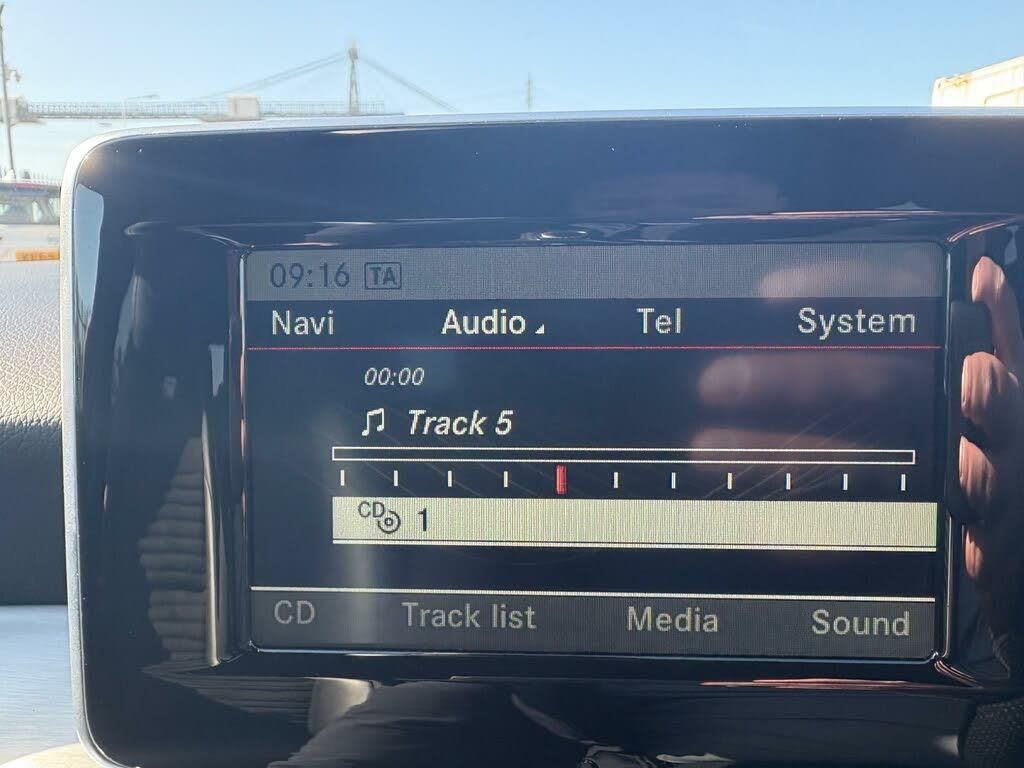 09:16 TA
Navi Audio Tel System
00:00
Track 5
CD 1
CD Track list Media Sound